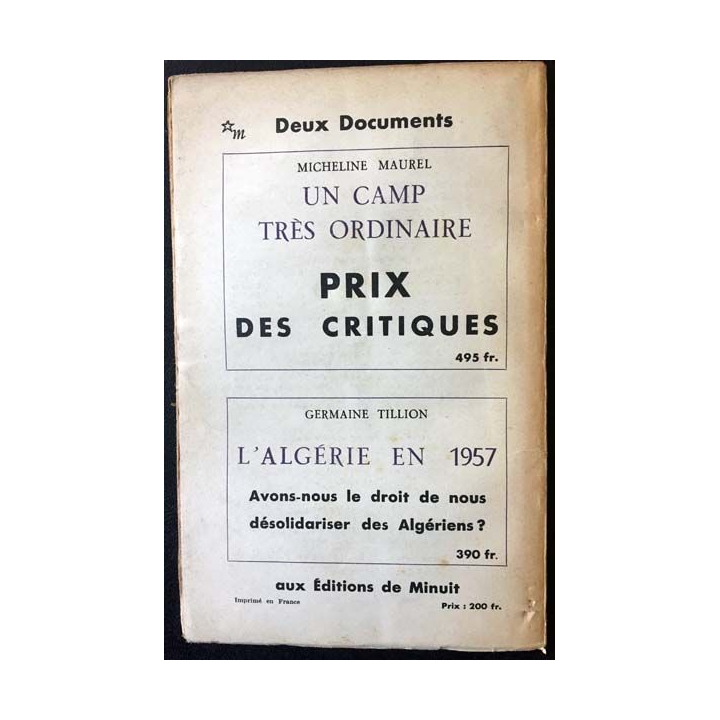 m Deux Documents
MICHELINE MAUREL
UN CAMP
TRÈS ORDINAIRE
PRIX
DES CRITIQUES
495 fr.
GERMAINE TILLION
L'ALGÉRIE EN 1957
Avons-nous le droit de nous
désolidariser des Algériens ?
390 fr.
aux Éditions de Minuit
Imprimé en France
Prix : 200 fr.